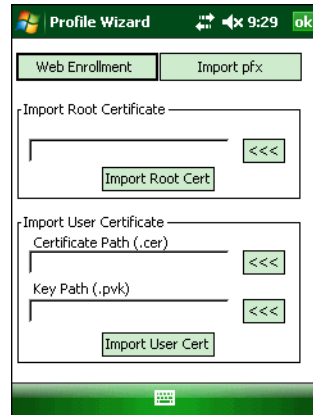 Profile Wizard 9:29 ok
Web Enrollment Import pfx
Import Root Certificate
<<<
Import Root Cert
Import User Certificate
Certificate Path (.cer)
<<<
Key Path (.pvk)
<<<
Import User Cert